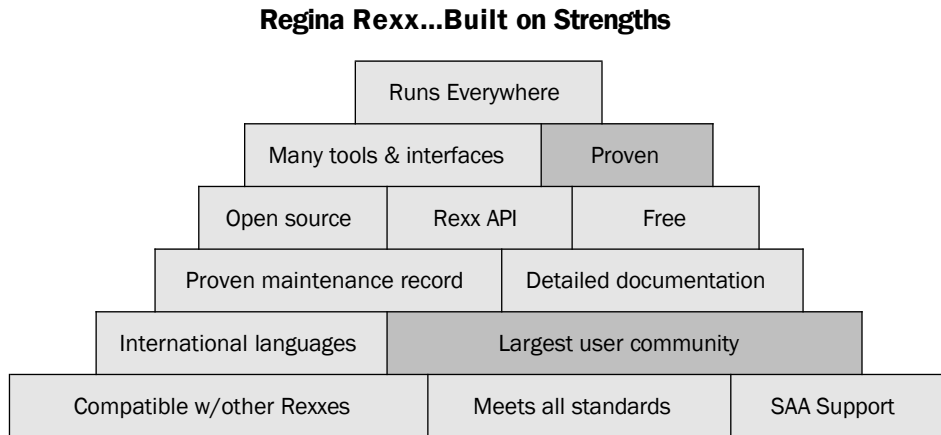 Regina Rexx...Built on Strengths
Runs Everywhere
Many tools & interfaces
Proven
Open source
Rexx API
Free
Proven maintenance record
Detailed documentation
International languages
Largest user community
Compatible w/other Rexxes
Meets all standards
SAA Support